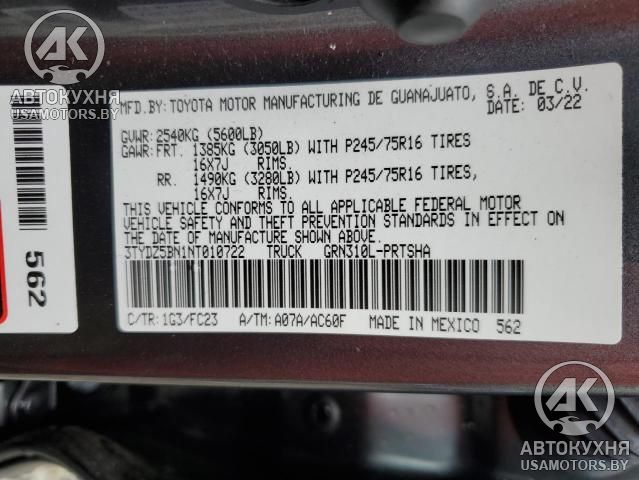 АК
АВТОКУХНЯ
USAMOTORS.BY
MFD.BY: TOYOTA MOTOR MANUFACTURING DE GUANAJUATO, S.A. DE C.V.
DATE: 03/22
GVWR: 2540KG (5600LB)
GAWR: FRT. 1385KG (3050LB) WITH P245/75R16 TIRES
16X7J RIMS,
RR. 1490KG (3280LB) WITH P245/75R16 TIRES,
16X7J RIMS.
THIS VEHICLE CONFORMS TO ALL APPLICABLE FEDERAL MOTOR
VEHICLE SAFETY AND THEFT PREVENTION STANDARDS IN EFFECT ON
THE DATE OF MANUFACTURE SHOWN ABOVE.
3TYDZ5BN1NT010722 TRUCK GRN310L-PRTSHA
C/TR: 1G3/FC23 A/TM: A07A/AC60F MADE IN MEXICO 562
562
АК
АВТОКУХНЯ
USAMOTORS.BY